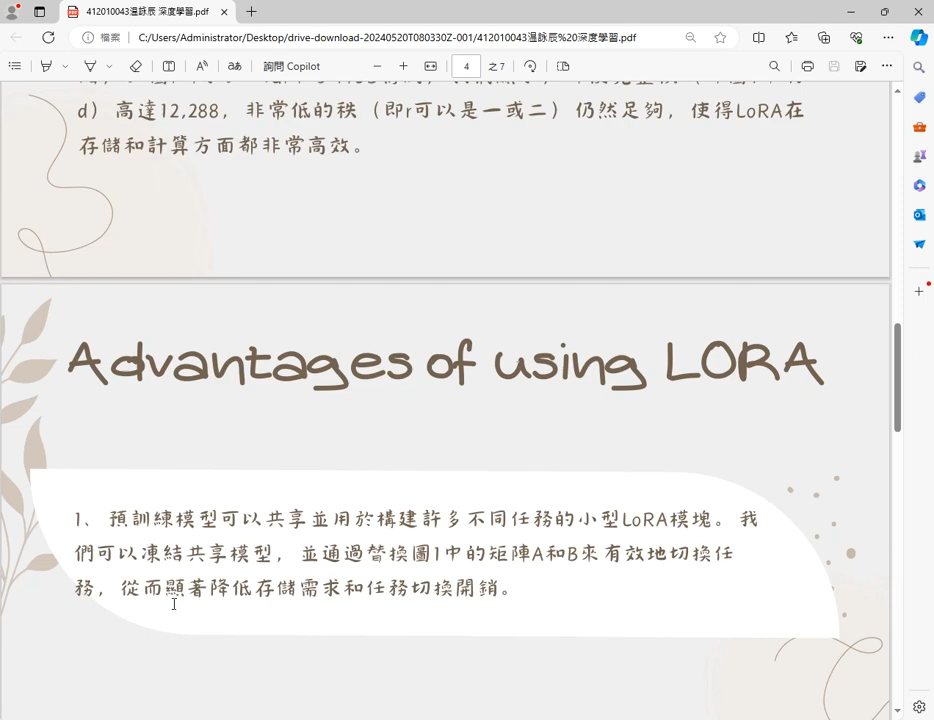 412010043溫詠辰 深度學習.pdf
檔案
C:/Users/Administrator/Desktop/drive-download-20240520T080330Z-001/412010043溫詠辰%20深度學習.pdf
詢問 Copilot
4
之 7
d) 高達12,288，非常低的秩（即r可以是一或二）仍然足夠，使得LoRA在
存儲和計算方面都非常高效。
Advantages of using LORA
1、 預訓練模型可以共享並用於構建許多不同任務的小型LoRA模塊。 我
們可以凍結共享模型，並通過替換圖1中的矩陣A和B來有效地切換任
務，從而顯著降低存儲需求和任務切換開銷。